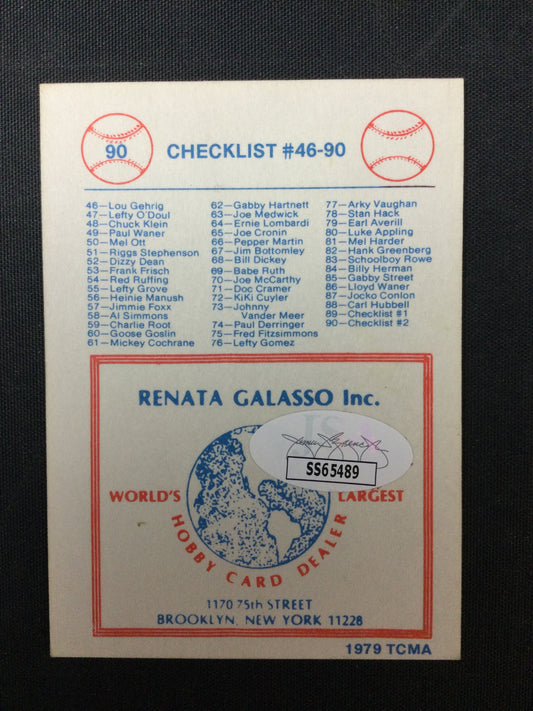 90
CHECKLIST #46-90
46—Lou Gehrig
47—Lefty O'Doul
48—Chuck Klein
49—Paul Waner
50—Mel Ott
51—Riggs Stephenson
52—Dizzy Dean
53—Frank Frisch
54—Red Ruffing
55—Lefty Grove
56—Heinie Manush
57—Jimmie Foxx
58—Al Simmons
59—Charlie Root
60—Goose Goslin
61—Mickey Cochrane
62—Gabby Hartnett
63—Joe Medwick
64—Ernie Lombardi
65—Joe Cronin
66—Pepper Martin
67—Jim Bottomley
68—Bill Dickey
69—Babe Ruth
70—Joe McCarthy
71—Doc Cramer
72—KiKi Cuyler
73—Johnny
Vander Meer
74—Paul Derringer
75—Fred Fitzsimmons
76—Lefty Gomez
77—Arky Vaughan
78—Stan Hack
79—Earl Averill
80—Luke Appling
81—Mel Harder
82—Hank Greenberg
83—Schoolboy Rowe
84—Billy Herman
85—Gabby Street
86—Lloyd Waner
87—Jocko Conlon
88—Carl Hubbell
89—Checklist #1
90—Checklist #2
RENATA GALASSO Inc.
JSA
SS65489
WORLD'S LARGEST
HOBBY CARD DEALER
1170 75th STREET
BROOKLYN, NEW YORK 11228
1979 TCMA